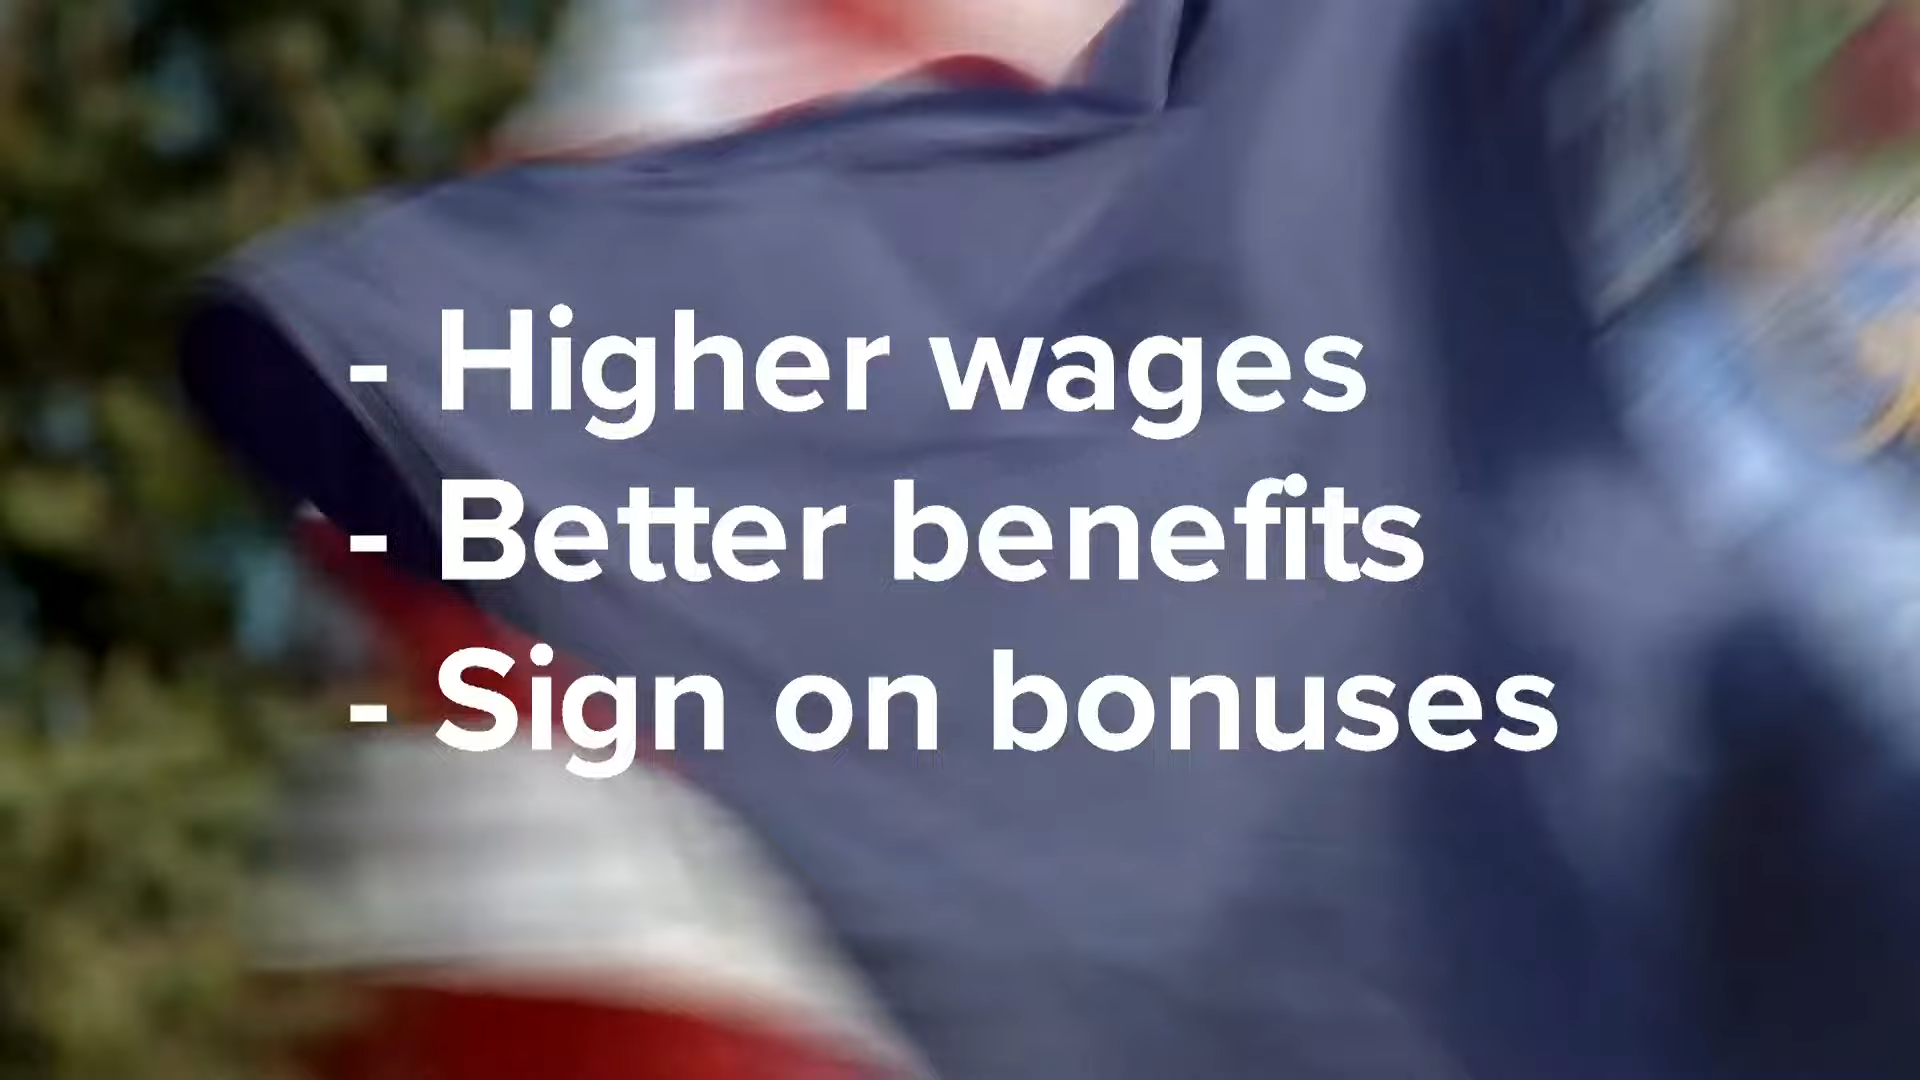 - Higher wages
- Better benefits
- Sign on bonuses